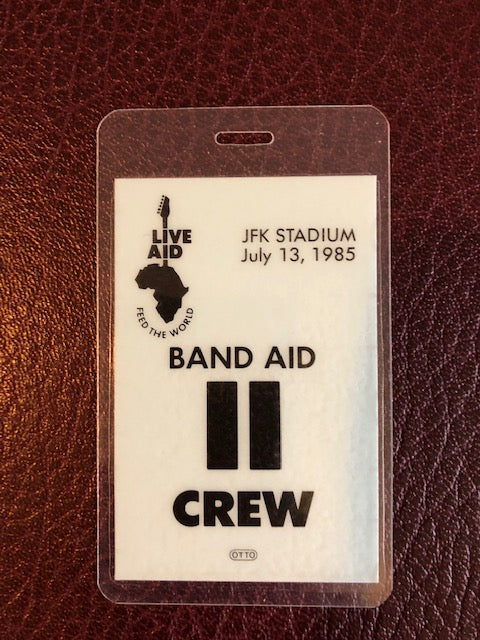 LIVE
AID
FEED THE WORLD
JFK STADIUM
July 13, 1985
BAND AID
II
CREW
OTTO